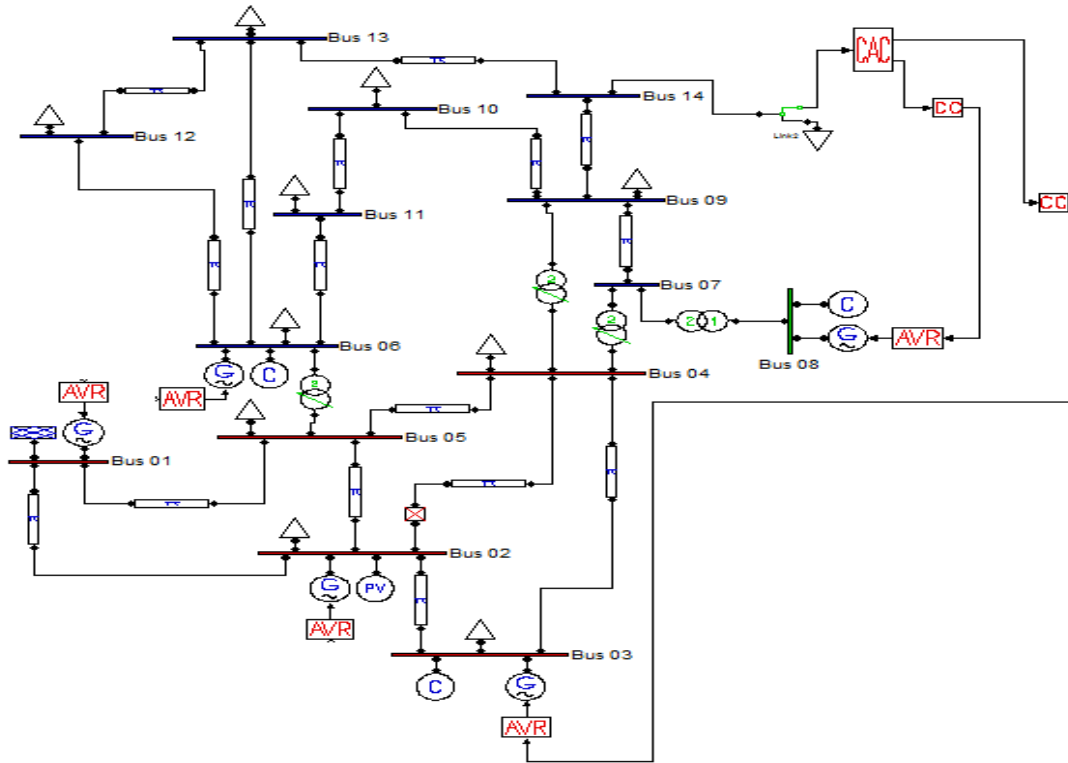 Bus 13
Bus 10
Bus 14
CAC
CC
Link2
Bus 12
Bus 09
CC
Bus 11
2
Bus 07
2
2
1
C
G
AVR
Bus 08
Bus 06
Bus 04
G
C
2
AVR
AVR
G
Bus 05
Bus 01
Bus 02
G
PV
AVR
Bus 03
C
G
AVR